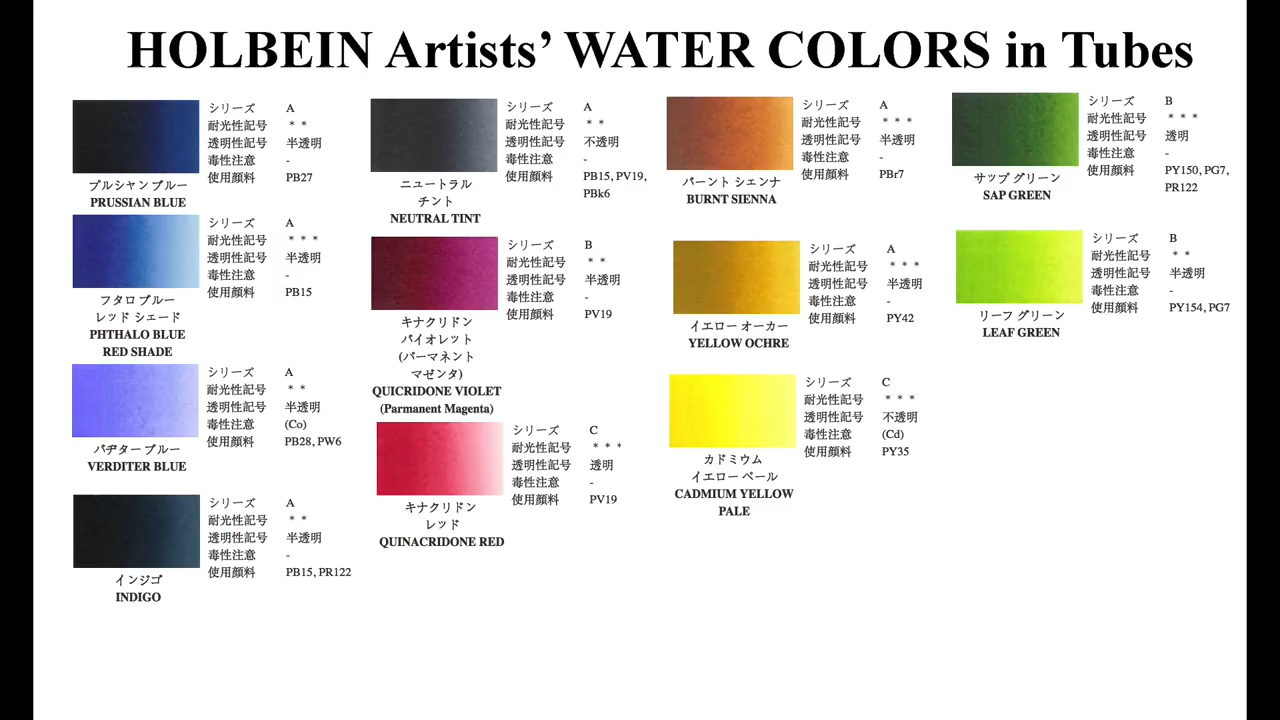 HOLBEIN Artists’ WATER COLORS in Tubes
シリーズ A
耐光性記号 * *
透明性記号 半透明
毒性注意 -
使用顔料 PB27
プルシャン ブルー
PRUSSIAN BLUE
シリーズ A
耐光性記号 * * *
透明性記号 半透明
毒性注意 -
使用顔料 PB15
フタロ ブルー
レッド シェード
PHTHALO BLUE
RED SHADE
シリーズ A
耐光性記号 * *
透明性記号 半透明
毒性注意 (Co)
使用顔料 PB28, PW6
バヂター ブルー
VERDITER BLUE
シリーズ A
耐光性記号 * *
透明性記号 半透明
毒性注意 -
使用顔料 PB15, PR122
インジゴ
INDIGO
シリーズ A
耐光性記号 * *
透明性記号 不透明
毒性注意 -
使用顔料 PB15, PV19,
PBk6
ニュートラル
チント
NEUTRAL TINT
シリーズ B
耐光性記号 * *
透明性記号 半透明
毒性注意 -
使用顔料 PV19
キナクリドン
バイオレット
(パーマネント
マゼンタ)
QUICRIDONE VIOLET
(Parmanent Magenta)
シリーズ C
耐光性記号 * * *
透明性記号 透明
毒性注意 -
使用顔料 PV19
キナクリドン
レッド
QUINACRIDONE RED
シリーズ A
耐光性記号 * * *
透明性記号 半透明
毒性注意 -
使用顔料 PBr7
バーント シェンナ
BURNT SIENNA
シリーズ A
耐光性記号 * * *
透明性記号 半透明
毒性注意 -
使用顔料 PY42
イエロー オーカー
YELLOW OCHRE
シリーズ C
耐光性記号 * * *
透明性記号 不透明
毒性注意 (Cd)
使用顔料 PY35
カドミウム
イエロー ペール
CADMIUM YELLOW
PALE
シリーズ B
耐光性記号 * * *
透明性記号 透明
毒性注意 -
使用顔料 PY150, PG7,
PR122
サップ グリーン
SAP GREEN
シリーズ B
耐光性記号 * *
透明性記号 半透明
毒性注意 -
使用顔料 PY154, PG7
リーフ グリーン
LEAF GREEN